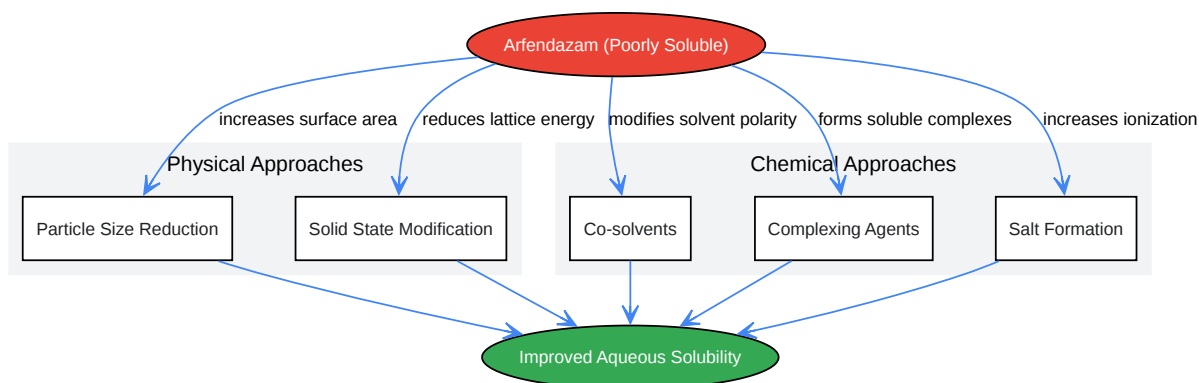 Arfendazam (Poorly Soluble)
increases surface area
reduces lattice energy
modifies solvent polarity
forms soluble complexes
increases ionization
Physical Approaches
Chemical Approaches
Particle Size Reduction
Solid State Modification
Co-solvents
Complexing Agents
Salt Formation
Improved Aqueous Solubility